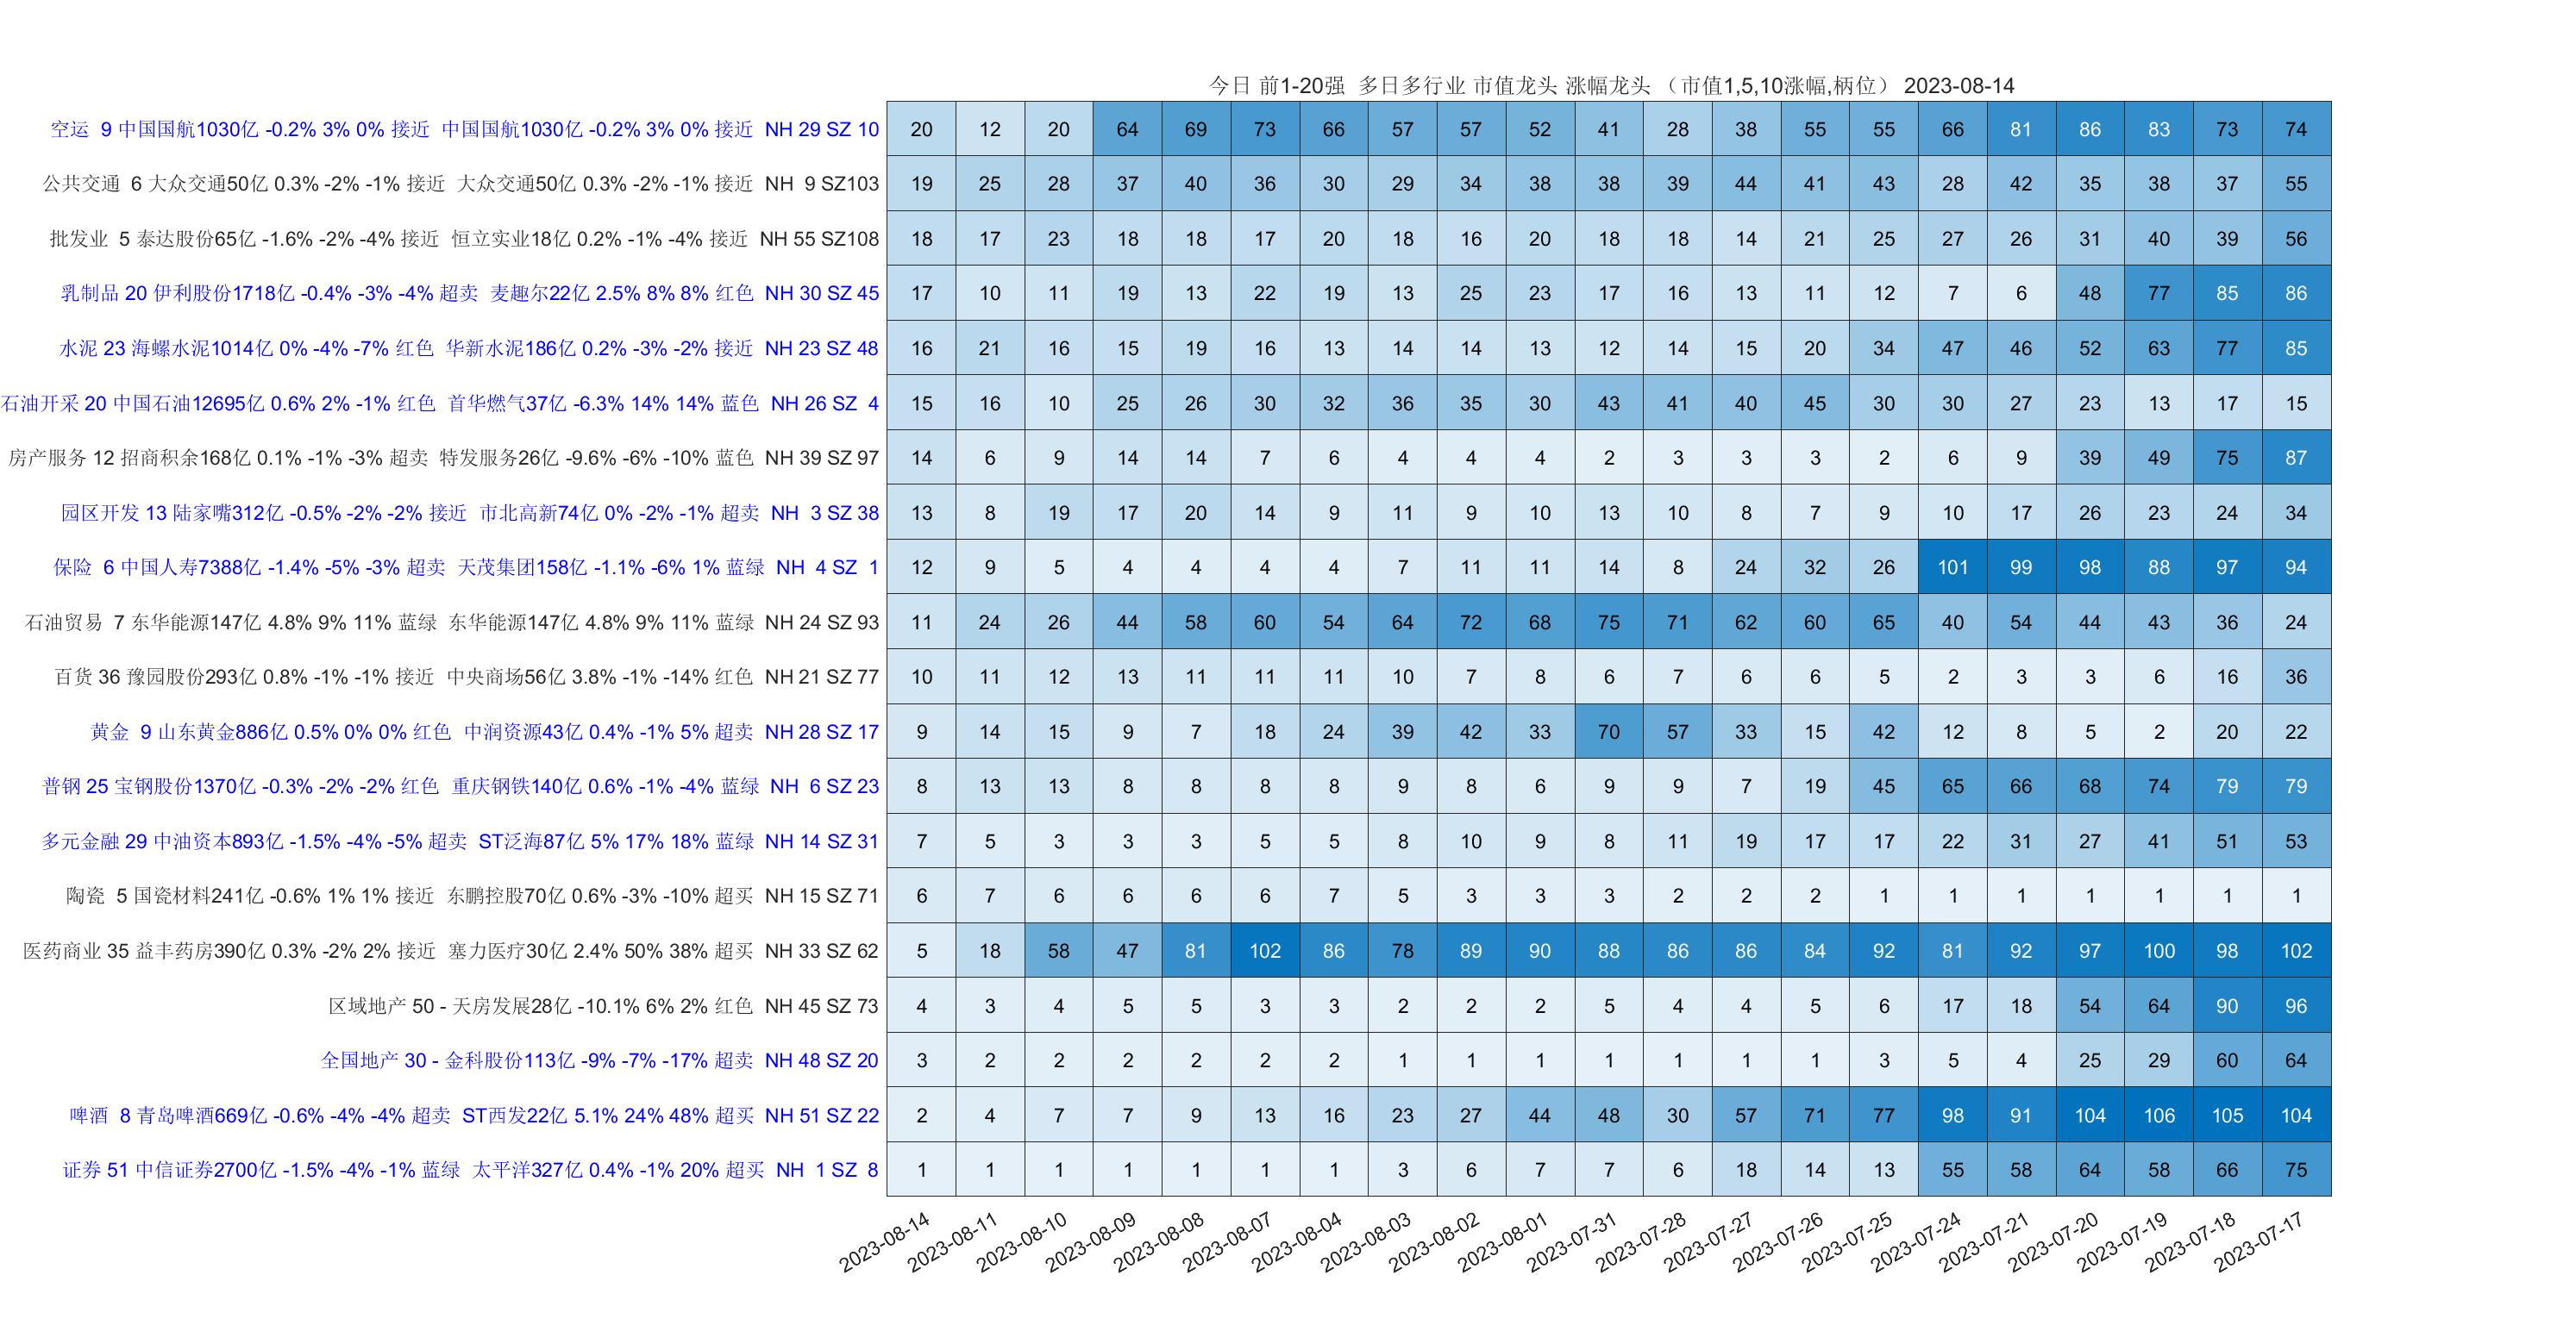 今日 前1-20强 多日多行业 市值龙头 涨幅龙头 （市值1,5,10涨幅,柄位） 2023-08-14
空运 9 中国国航1030亿 -0.2% 3% 0% 接近 中国国航1030亿 -0.2% 3% 0% 接近 NH 29 SZ 10 20 12 20 64 69 73 66 57 57 52 41 28 38 55 55 66 81 86 83 73 74
公共交通 6 大众交通50亿 0.3% -2% -1% 接近 大众交通50亿 0.3% -2% -1% 接近 NH 9 SZ103 19 25 28 37 40 36 30 29 34 38 38 39 44 41 43 28 42 35 38 37 55
批发业 5 泰达股份65亿 -1.6% -2% -4% 接近 恒立实业18亿 0.2% -1% -4% 接近 NH 55 SZ108 18 17 23 18 18 17 20 18 16 20 18 18 14 21 25 27 26 31 40 39 56
乳制品 20 伊利股份1718亿 -0.4% -3% -4% 超卖 麦趣尔22亿 2.5% 8% 8% 红色 NH 30 SZ 45 17 10 11 19 13 22 19 13 25 23 17 16 13 11 12 7 6 48 77 85 86
水泥 23 海螺水泥1014亿 0% -4% -7% 红色 华新水泥186亿 0.2% -3% -2% 接近 NH 23 SZ 48 16 21 16 15 19 16 13 14 14 13 12 14 15 20 34 47 46 52 63 77 85
石油开采 20 中国石油12695亿 0.6% 2% -1% 红色 首华燃气37亿 -6.3% 14% 14% 蓝色 NH 26 SZ 4 15 16 10 25 26 30 32 36 35 30 43 41 40 45 30 30 27 23 13 17 15
房产服务 12 招商积余168亿 0.1% -1% -3% 超卖 特发服务26亿 -9.6% -6% -10% 蓝色 NH 39 SZ 97 14 6 9 14 14 7 6 4 4 4 2 3 3 3 2 6 9 39 49 75 87
园区开发 13 陆家嘴312亿 -0.5% -2% -2% 接近 市北高新74亿 0% -2% -1% 超卖 NH 3 SZ 38 13 8 19 17 20 14 9 11 9 10 13 10 8 7 9 10 17 26 23 24 34
保险 6 中国人寿7388亿 -1.4% -5% -3% 超卖 天茂集团158亿 -1.1% -6% 1% 蓝绿 NH 4 SZ 1 12 9 5 4 4 4 4 7 11 11 14 8 24 32 26 101 99 98 88 97 94
石油贸易 7 东华能源147亿 4.8% 9% 11% 蓝绿 东华能源147亿 4.8% 9% 11% 蓝绿 NH 24 SZ 93 11 24 26 44 58 60 54 64 72 68 75 71 62 60 65 40 54 44 43 36 24
百货 36 豫园股份293亿 0.8% -1% -1% 接近 中央商场56亿 3.8% -1% -14% 红色 NH 21 SZ 77 10 11 12 13 11 11 11 10 7 8 6 7 6 6 5 2 3 3 6 16 36
黄金 9 山东黄金886亿 0.5% 0% 0% 红色 中润资源43亿 0.4% -1% 5% 超卖 NH 28 SZ 17 9 14 15 9 7 18 24 39 42 33 70 57 33 15 42 12 8 5 2 20 22
普钢 25 宝钢股份1370亿 -0.3% -2% -2% 红色 重庆钢铁140亿 0.6% -1% -4% 蓝绿 NH 6 SZ 23 8 13 13 8 8 8 8 9 8 6 9 9 7 19 45 65 66 68 74 79 79
多元金融 29 中油资本893亿 -1.5% -4% -5% 超卖 ST泛海87亿 5% 17% 18% 蓝绿 NH 14 SZ 31 7 5 3 3 3 5 5 8 10 9 8 11 19 17 17 22 31 27 41 51 53
陶瓷 5 国瓷材料241亿 -0.6% 1% 1% 接近 东鹏控股70亿 0.6% -3% -10% 超买 NH 15 SZ 71 6 7 6 6 6 6 7 5 3 3 3 2 2 2 1 1 1 1 1 1 1
医药商业 35 益丰药房390亿 0.3% -2% 2% 接近 塞力医疗30亿 2.4% 50% 38% 超买 NH 33 SZ 62 5 18 58 47 81 102 86 78 89 90 88 86 86 84 92 81 92 97 100 98 102
区域地产 50 - 天房发展28亿 -10.1% 6% 2% 红色 NH 45 SZ 73 4 3 4 5 5 3 3 2 2 2 5 4 4 5 6 17 18 54 64 90 96
全国地产 30 - 金科股份113亿 -9% -7% -17% 超卖 NH 48 SZ 20 3 2 2 2 2 2 2 1 1 1 1 1 1 1 3 5 4 25 29 60 64
啤酒 8 青岛啤酒669亿 -0.6% -4% -4% 超卖 ST西发22亿 5.1% 24% 48% 超买 NH 51 SZ 22 2 4 7 7 9 13 16 23 27 44 48 30 57 71 77 98 91 104 106 105 104
证券 51 中信证券2700亿 -1.5% -4% -1% 蓝绿 太平洋327亿 0.4% -1% 20% 超买 NH 1 SZ 8 1 1 1 1 1 1 1 3 6 7 7 6 18 14 13 55 58 64 58 66 75
2023-08-14 2023-08-11 2023-08-10 2023-08-09 2023-08-08 2023-08-07 2023-08-04 2023-08-03 2023-08-02 2023-08-01 2023-07-31 2023-07-28 2023-07-27 2023-07-26 2023-07-25 2023-07-24 2023-07-21 2023-07-20 2023-07-19 2023-07-18 2023-07-17